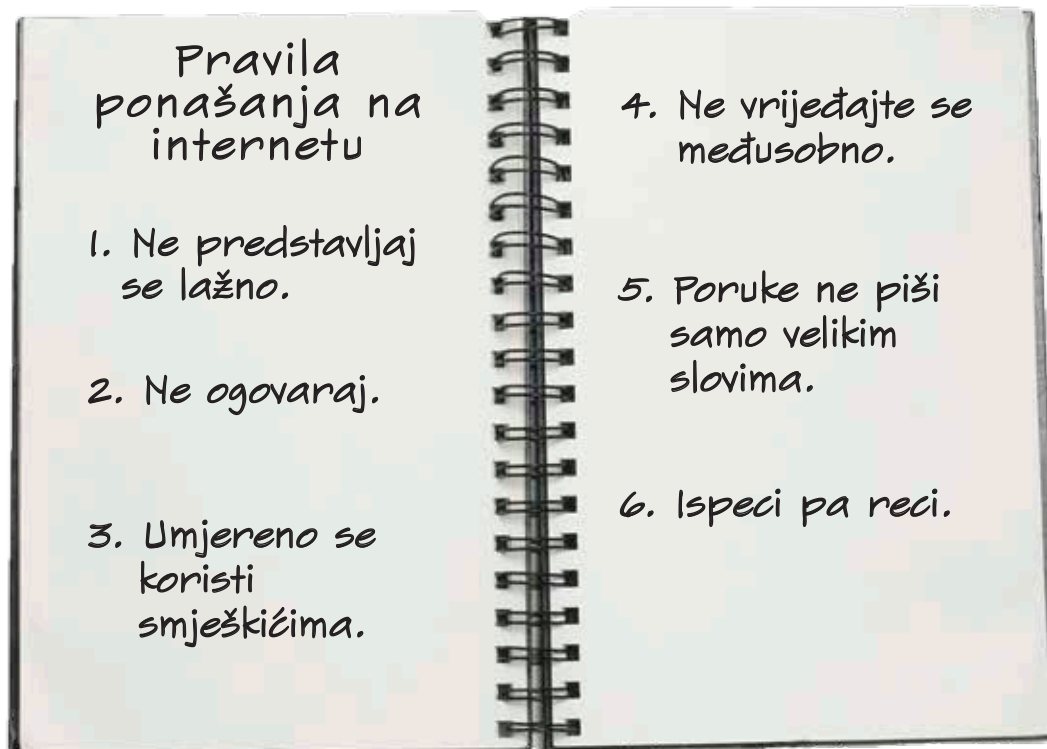 Pravila
ponašanja na
internetu
1. Ne predstavljaj
se lažno.
2. Ne ogovaraj.
3. Umjereno se
koristi
smješkićima.
4. Ne vrijeđajte se
međusobno.
5. Poruke ne piši
samo velikim
slovima.
6. Ispeci pa reci.